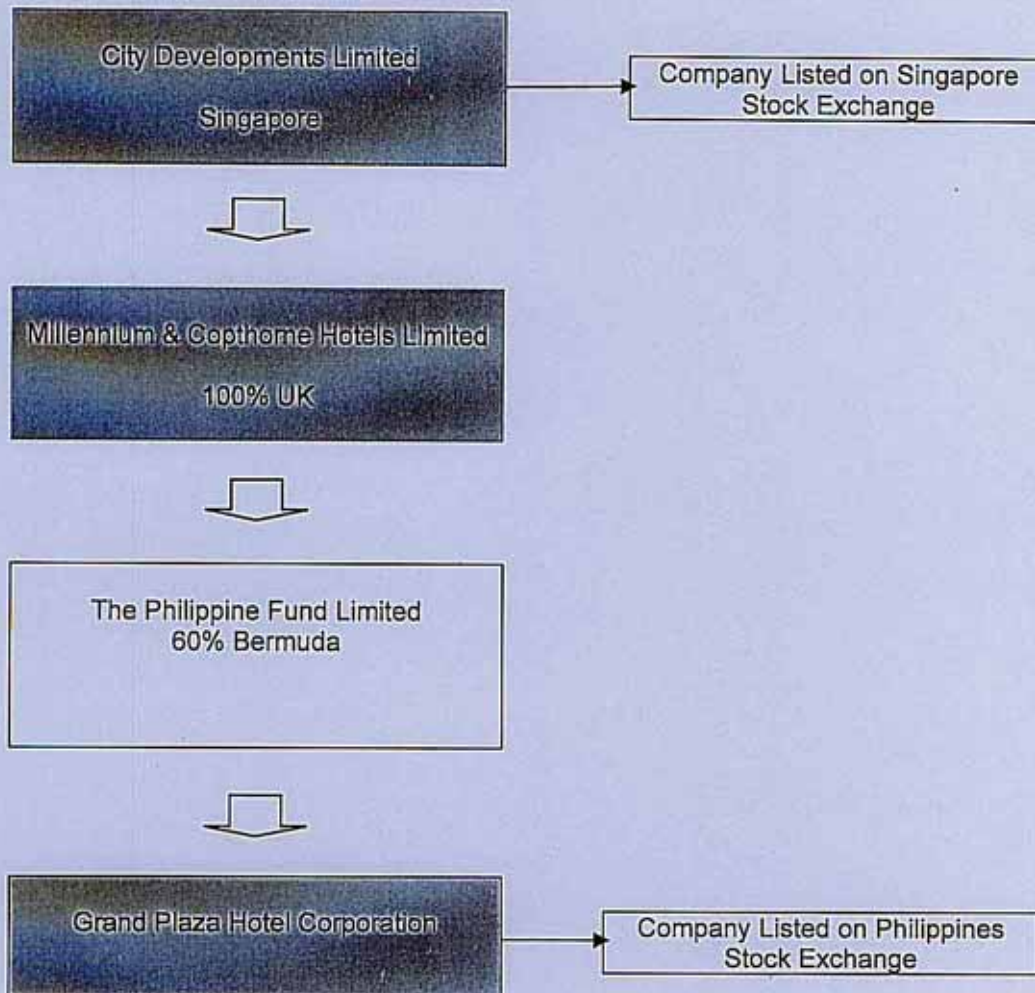 City Developments Limited
Singapore
Company Listed on Singapore
Stock Exchange
Millennium & Copthorne Hotels Limited
100% UK
The Philippine Fund Limited
60% Bermuda
Grand Plaza Hotel Corporation
Company Listed on Philippines
Stock Exchange